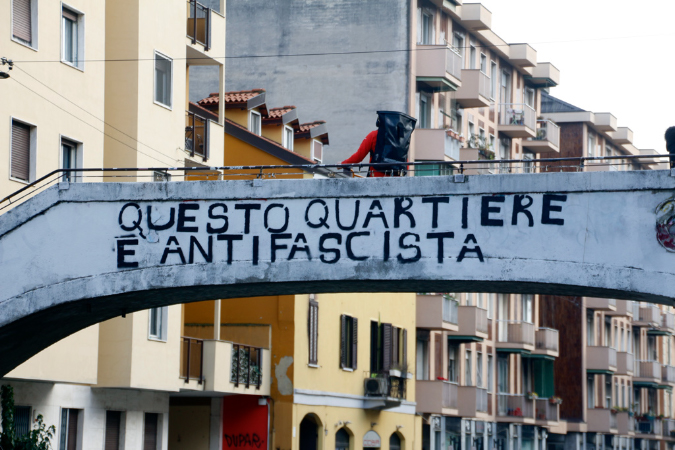 QUESTO QUARTIERE
È ANTIFASCISTA